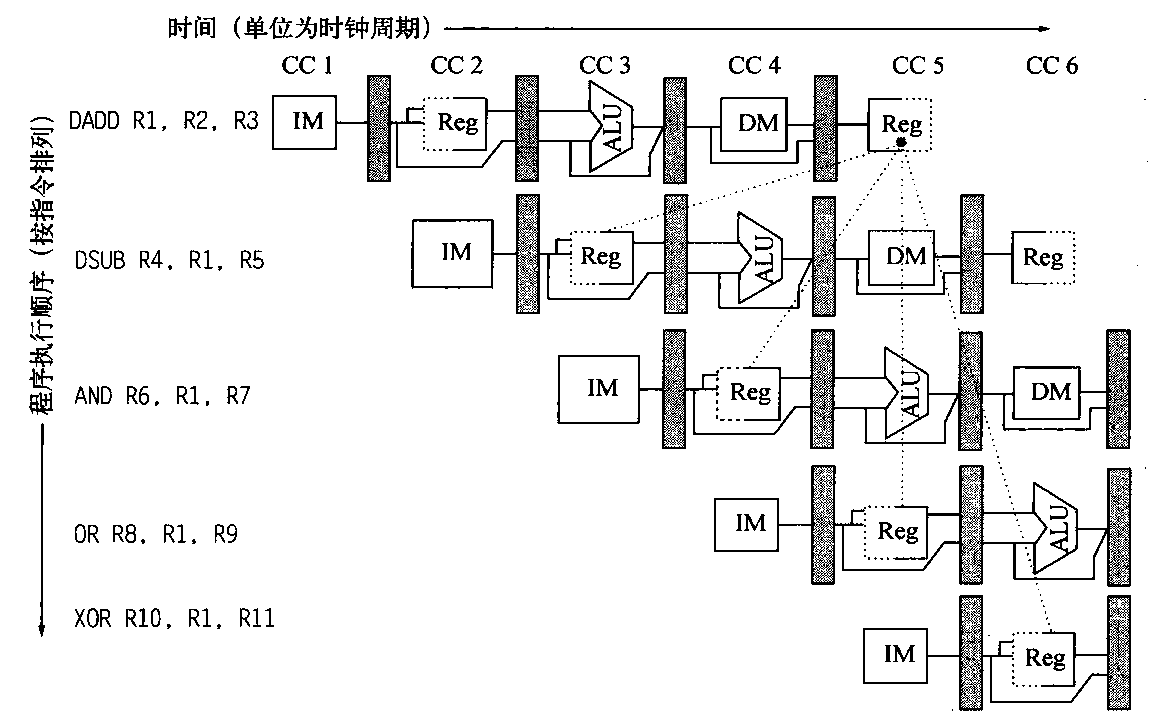 时间（单位为时钟周期）
CC 1 CC 2 CC 3 CC 4 CC 5 CC 6
程序执行顺序（按指令排列）
DADD R1, R2, R3 IM Reg ALU DM Reg
DSUB R4, R1, R5 IM Reg ALU DM Reg
AND R6, R1, R7 IM Reg ALU DM
OR R8, R1, R9 IM Reg ALU
XOR R10, R1, R11 IM Reg